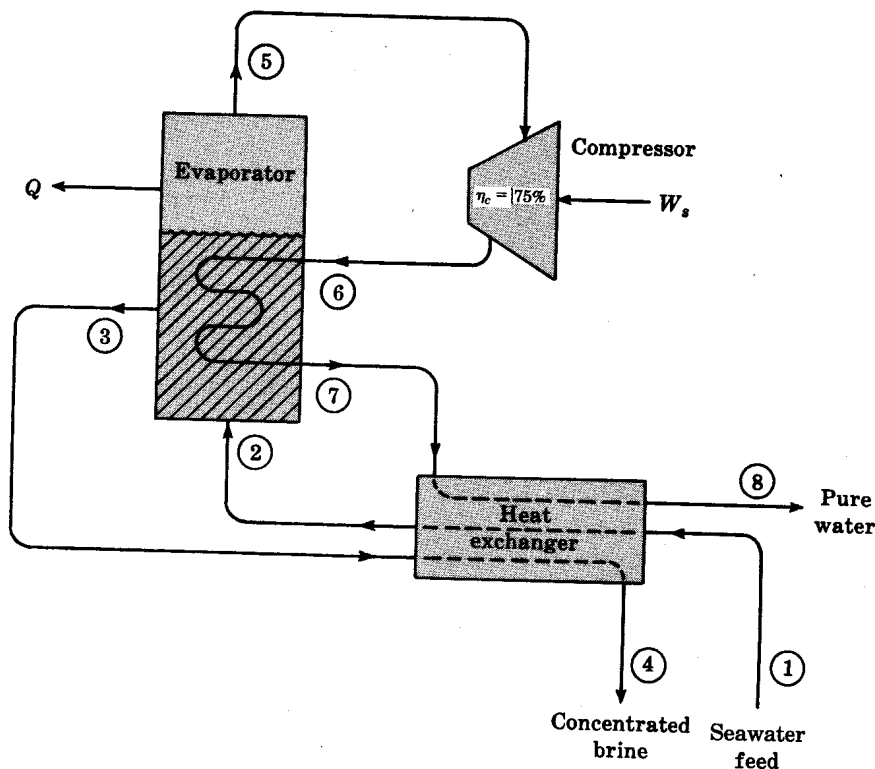 5
Compressor
Evaporator
Q
η_c = 75%
W_s
6
3
7
2
8
Pure
water
Heat
exchanger
4
1
Concentrated
brine
Seawater
feed